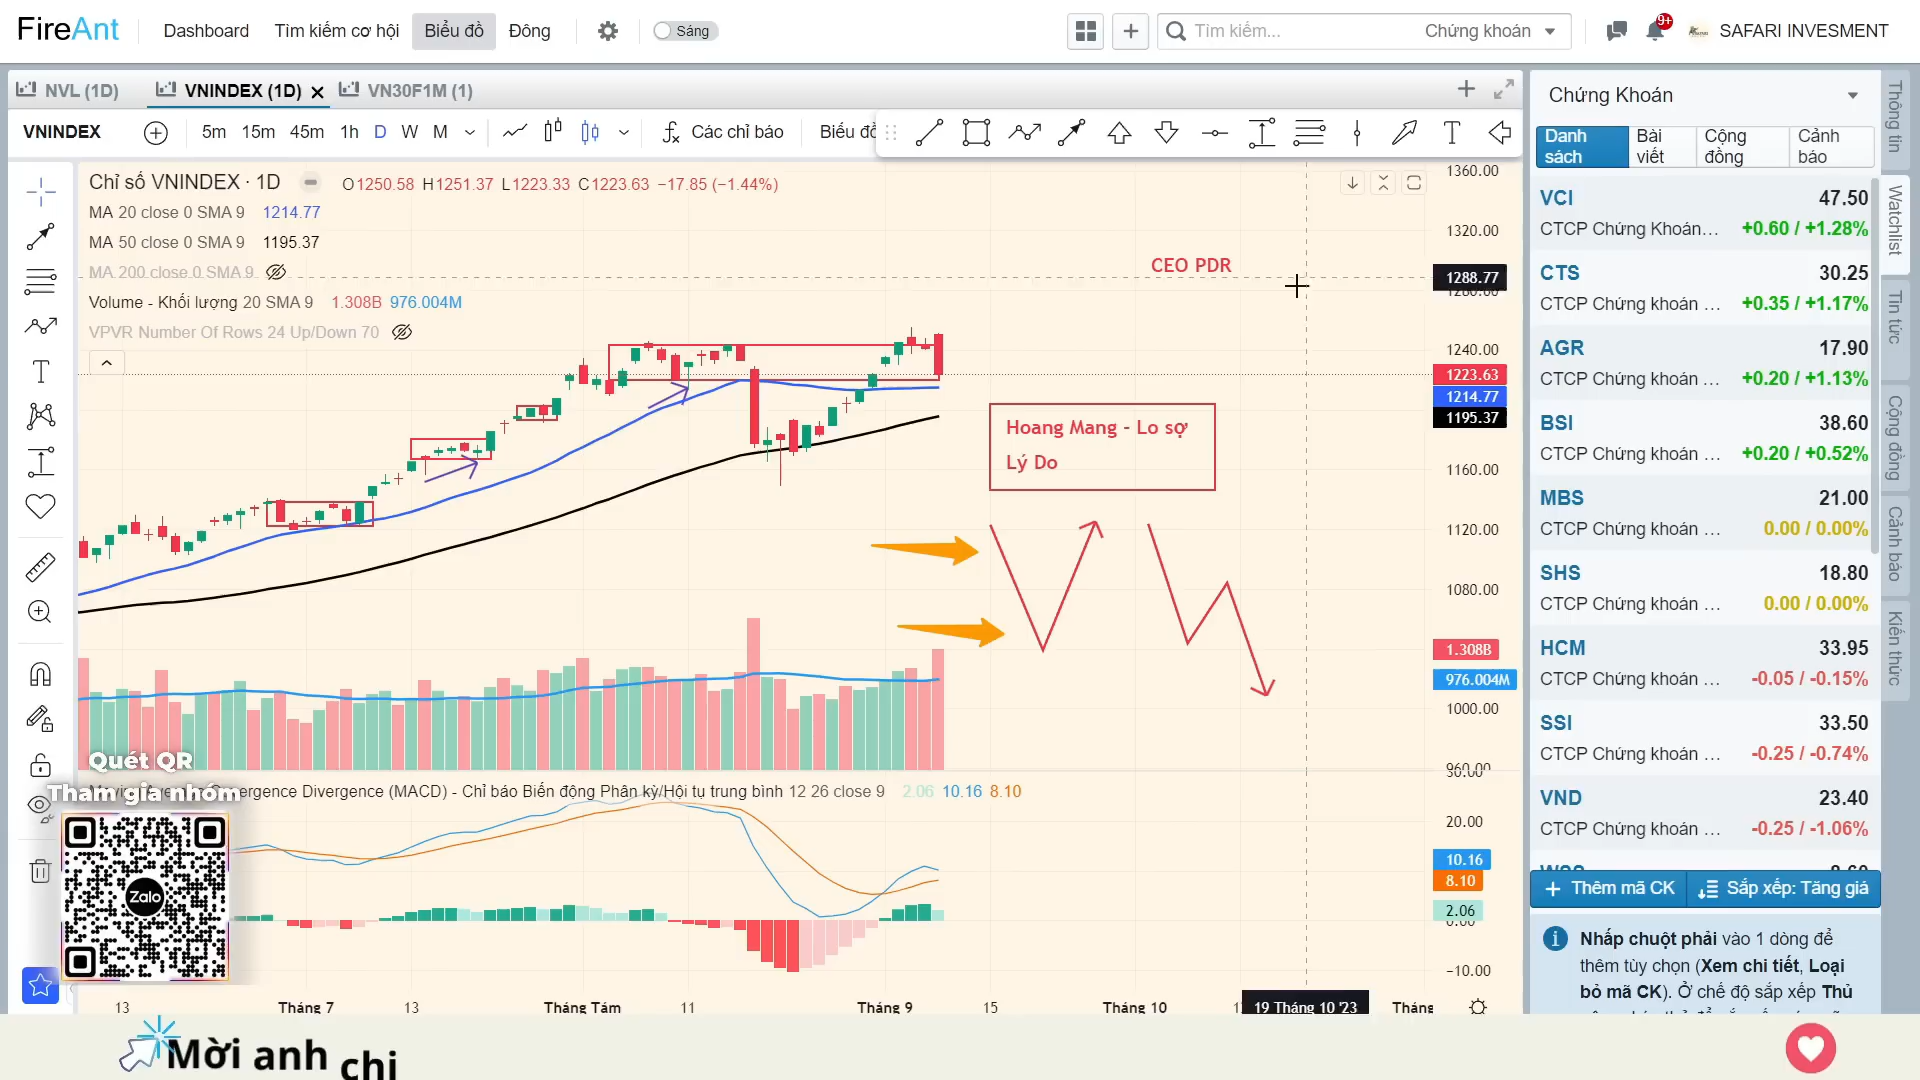 FireAnt
Dashboard
Tìm kiếm cơ hội
Biểu đồ
Đông
Sáng
Tìm kiếm...
Chứng khoán
9+
SAFARI INVESMENT
NVL (1D)
VNINDEX (1D)
VN30F1M (1)
VNINDEX
5m
15m
45m
1h
D
W
M
Các chỉ báo
Biểu đồ
Chỉ số VNINDEX · 1D
O1250.58 H1251.37 L1223.33 C1223.63 −17.85 (−1.44%)
MA 20 close 0 SMA 9 1214.77
MA 50 close 0 SMA 9 1195.37
MA 200 close 0 SMA 9
Volume - Khối lượng 20 SMA 9 1.308B 976.004M
VPVR Number Of Rows 24 Up/Down 70
CEO PDR
Hoang Mang - Lo sợ
Lý Do
1360.00
1320.00
1288.77
1280.00
1240.00
1223.63
1214.77
1195.37
1160.00
1120.00
1080.00
1.308B
976.004M
1000.00
960.00
30.00
Divergence (MACD) - Chỉ báo Biến động Phân kỳ/Hội tụ trung bình 12 26 close 9 2.06 10.16 8.10
20.00
10.16
8.10
2.06
0.00
−10.00
13
Tháng 7
13
Tháng Tám
11
Tháng 9
15
Tháng 10
19 Tháng 10 '23
Tháng
Quét QR
Tham gia nhóm
Zalo
Mời anh chi
Chứng Khoán
Danh sách
Bài viết
Cộng đồng
Cảnh báo
VCI 47.50
CTCP Chứng Khoán... +0.60 / +1.28%
CTS 30.25
CTCP Chứng khoán ... +0.35 / +1.17%
AGR 17.90
CTCP Chứng khoán ... +0.20 / +1.13%
BSI 38.60
CTCP Chứng khoán ... +0.20 / +0.52%
MBS 21.00
CTCP Chứng khoán ... 0.00 / 0.00%
SHS 18.80
CTCP Chứng khoán ... 0.00 / 0.00%
HCM 33.95
CTCP Chứng khoán ... -0.05 / -0.15%
SSI 33.50
CTCP Chứng khoán ... -0.25 / -0.74%
VND 23.40
CTCP Chứng khoán ... -0.25 / -1.06%
Thêm mã CK
Sắp xếp: Tăng giá
Nhấp chuột phải vào 1 dòng để
thêm tùy chọn (Xem chi tiết, Loại
bỏ mã CK). Ở chế độ sắp xếp Thủ
Thông tin
Watchlist
Tin tức
Cộng đồng
Cảnh báo
Kiến thức